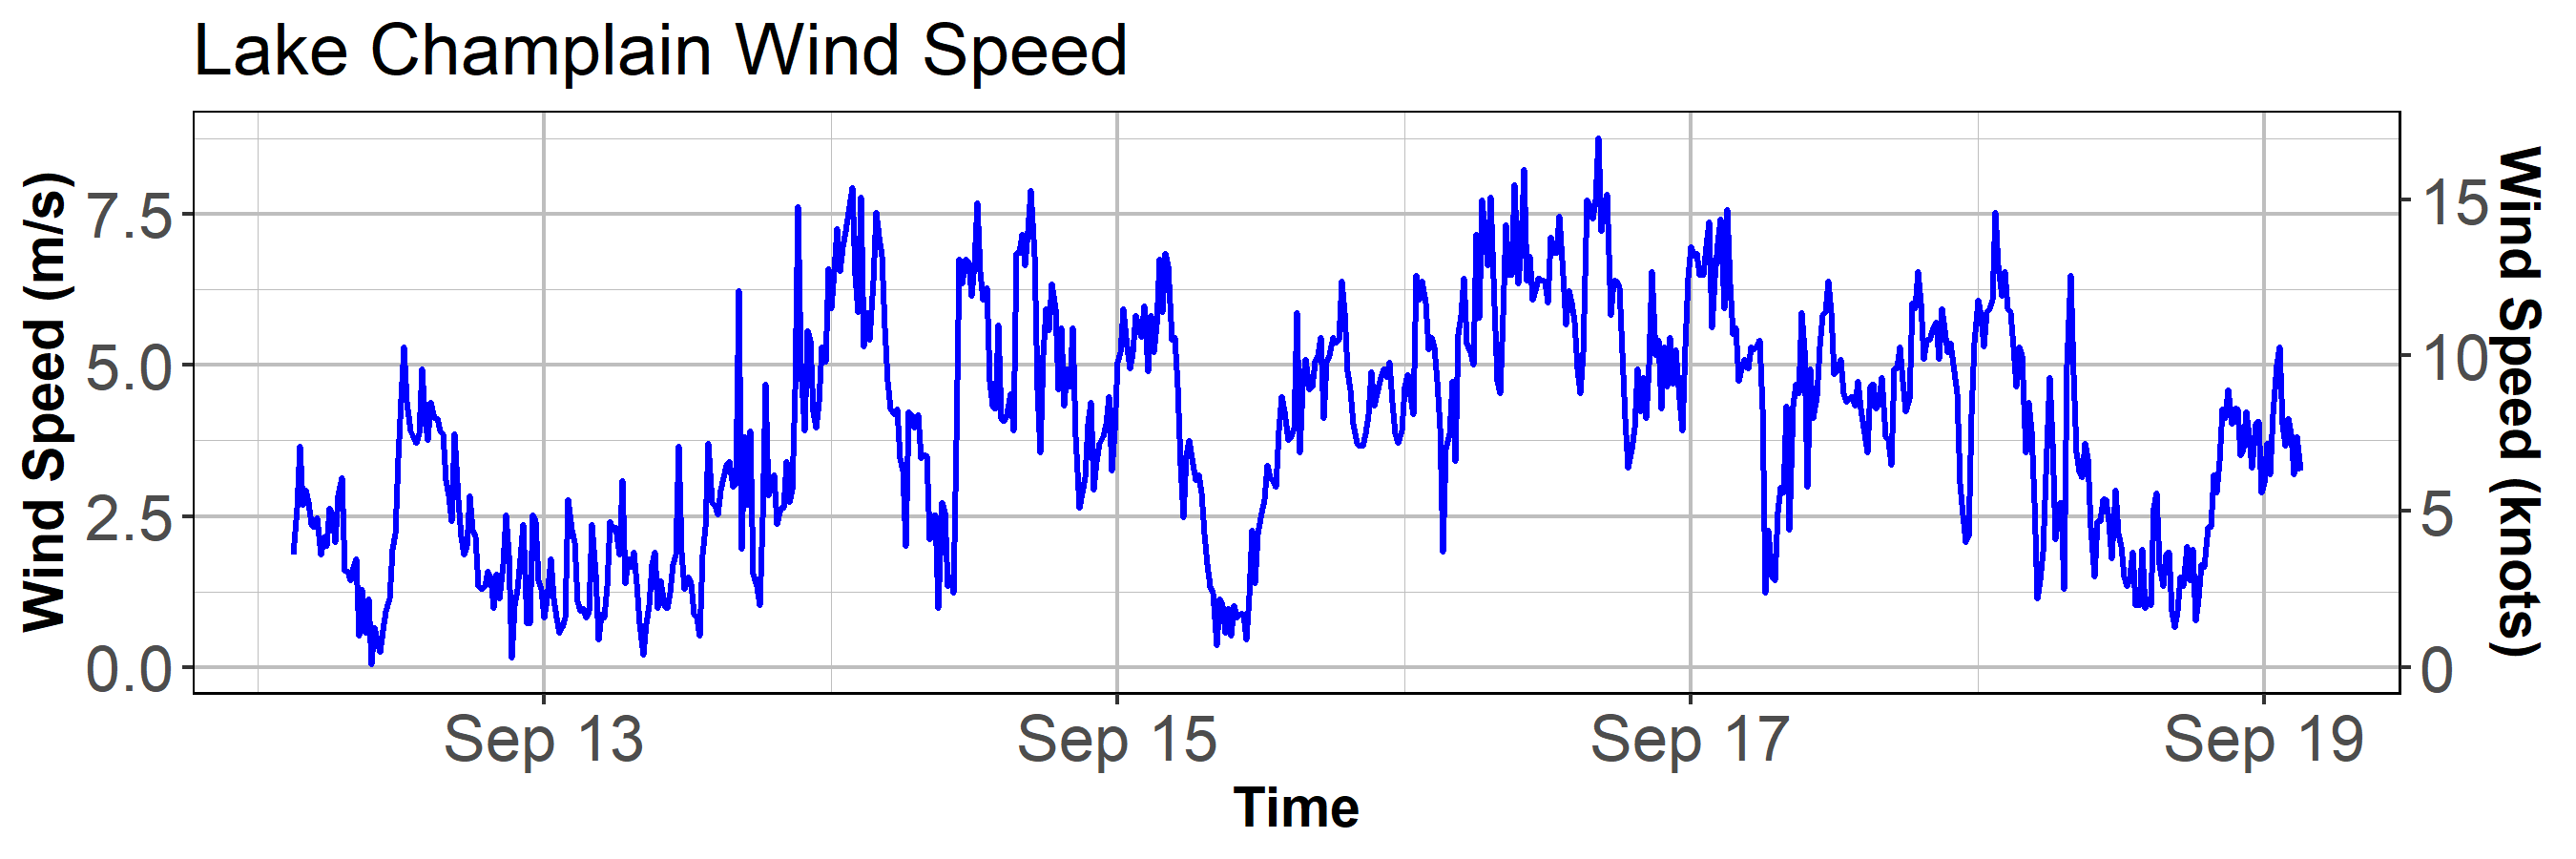 Lake Champlain Wind Speed
Wind Speed (m/s)
7.5
5.0
2.5
0.0
15
10
5
0
Wind Speed (knots)
Sep 13
Sep 15
Sep 17
Sep 19
Time